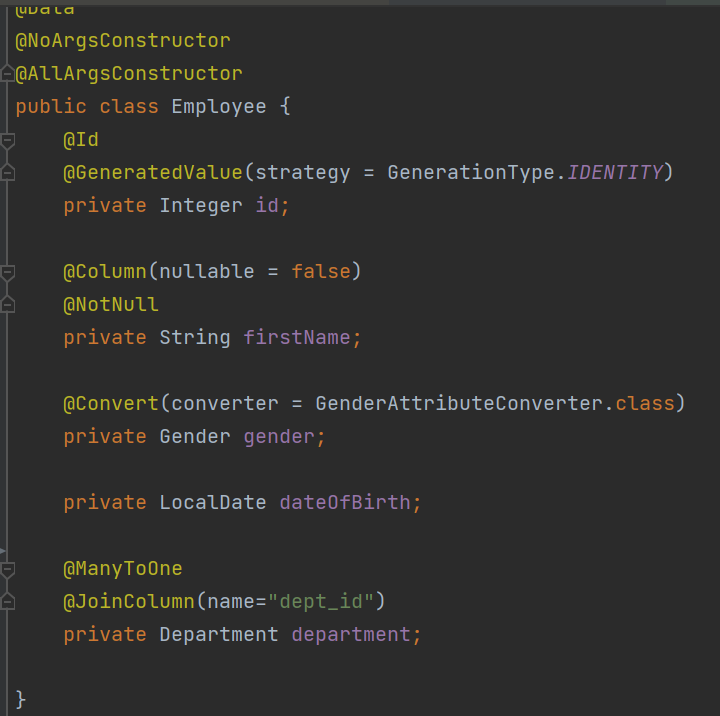 @Data
@NoArgsConstructor
@AllArgsConstructor
public class Employee {
    @Id
    @GeneratedValue(strategy = GenerationType.IDENTITY)
    private Integer id;

    @Column(nullable = false)
    @NotNull
    private String firstName;

    @Convert(converter = GenderAttributeConverter.class)
    private Gender gender;

    private LocalDate dateOfBirth;

    @ManyToOne
    @JoinColumn(name="dept_id")
    private Department department;

}